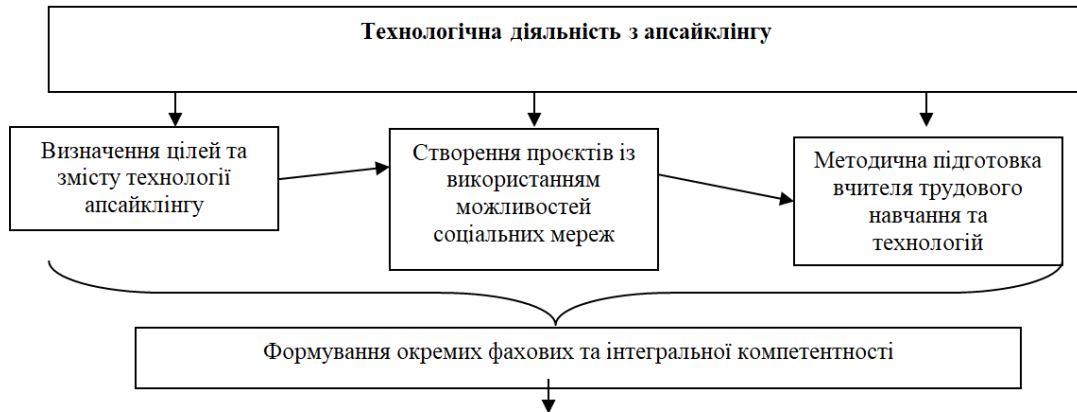 Технологічна діяльність з апсайклінгу
Визначення цілей та
змісту технології
апсайклінгу
Створення проєктів із
використанням
можливостей
соціальних мереж
Методична підготовка
вчителя трудового
навчання та
технологій
Формування окремих фахових та інтегральної компетентності